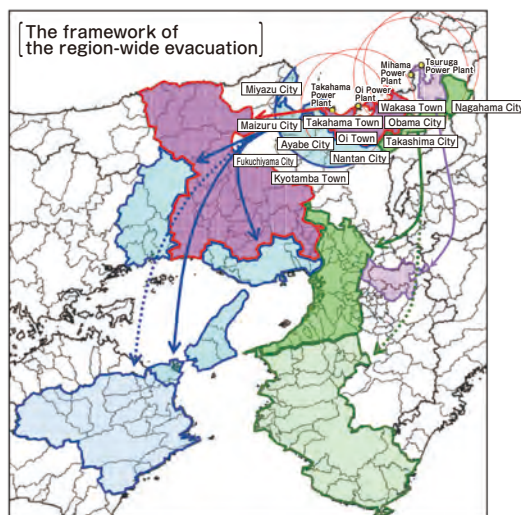 The framework of
the region-wide evacuation
Miyazu City
Takahama
Power
Plant
Oi Power
Plant
Mihama
Power Plant
Tsuruga
Power Plant
Wakasa Town
Nagahama City
Maizuru City
Takahama Town
Obama City
Ayabe City
Oi Town
Takashima City
Fukuchiyama City
Nantan City
Kyotamba Town